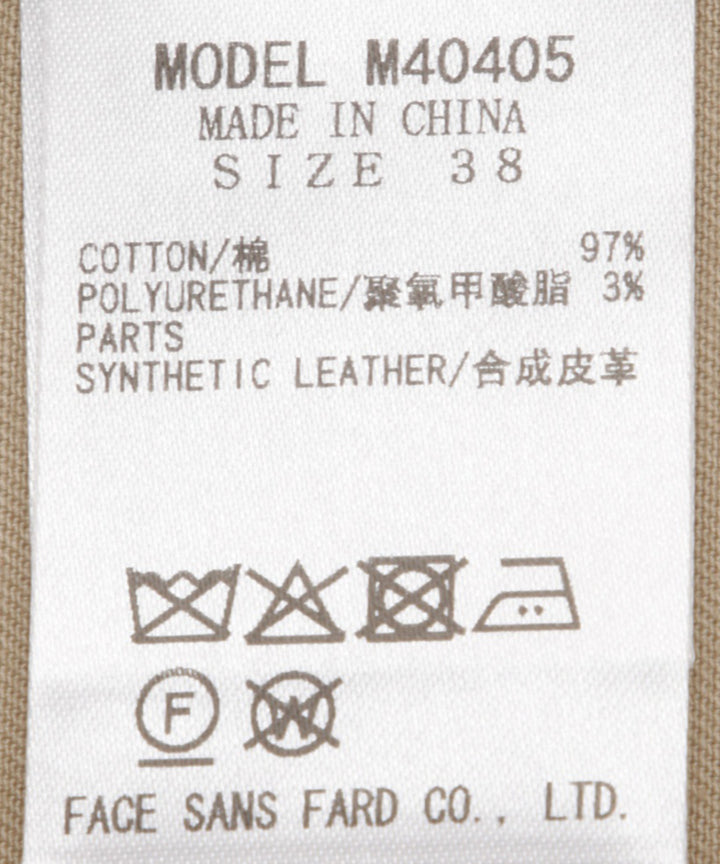 MODEL M40405
MADE IN CHINA
SIZE 38
COTTON/棉 97%
POLYURETHANE/聚氧甲酸脂 3%
PARTS
SYNTHETIC LEATHER/合成皮革
F W
FACE SANS FARD CO., LTD.